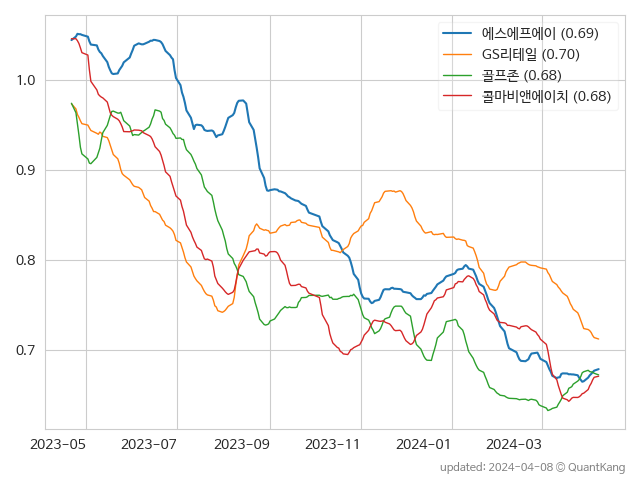 에스에프에이 (0.69)
GS리테일 (0.70)
골프존 (0.68)
콜마비앤에이치 (0.68)
1.0
0.9
0.8
0.7
2023-05 2023-07 2023-09 2023-11 2024-01 2024-03
updated: 2024-04-08 © QuantKang